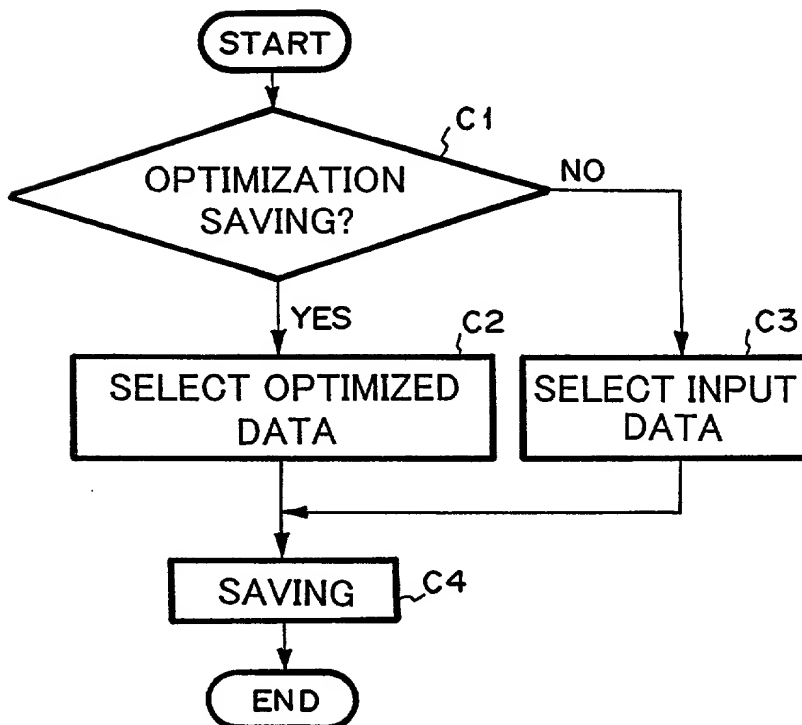 START
C1
OPTIMIZATION
SAVING?
NO
YES
C2
C3
SELECT OPTIMIZED
DATA
SELECT INPUT
DATA
SAVING
C4
END